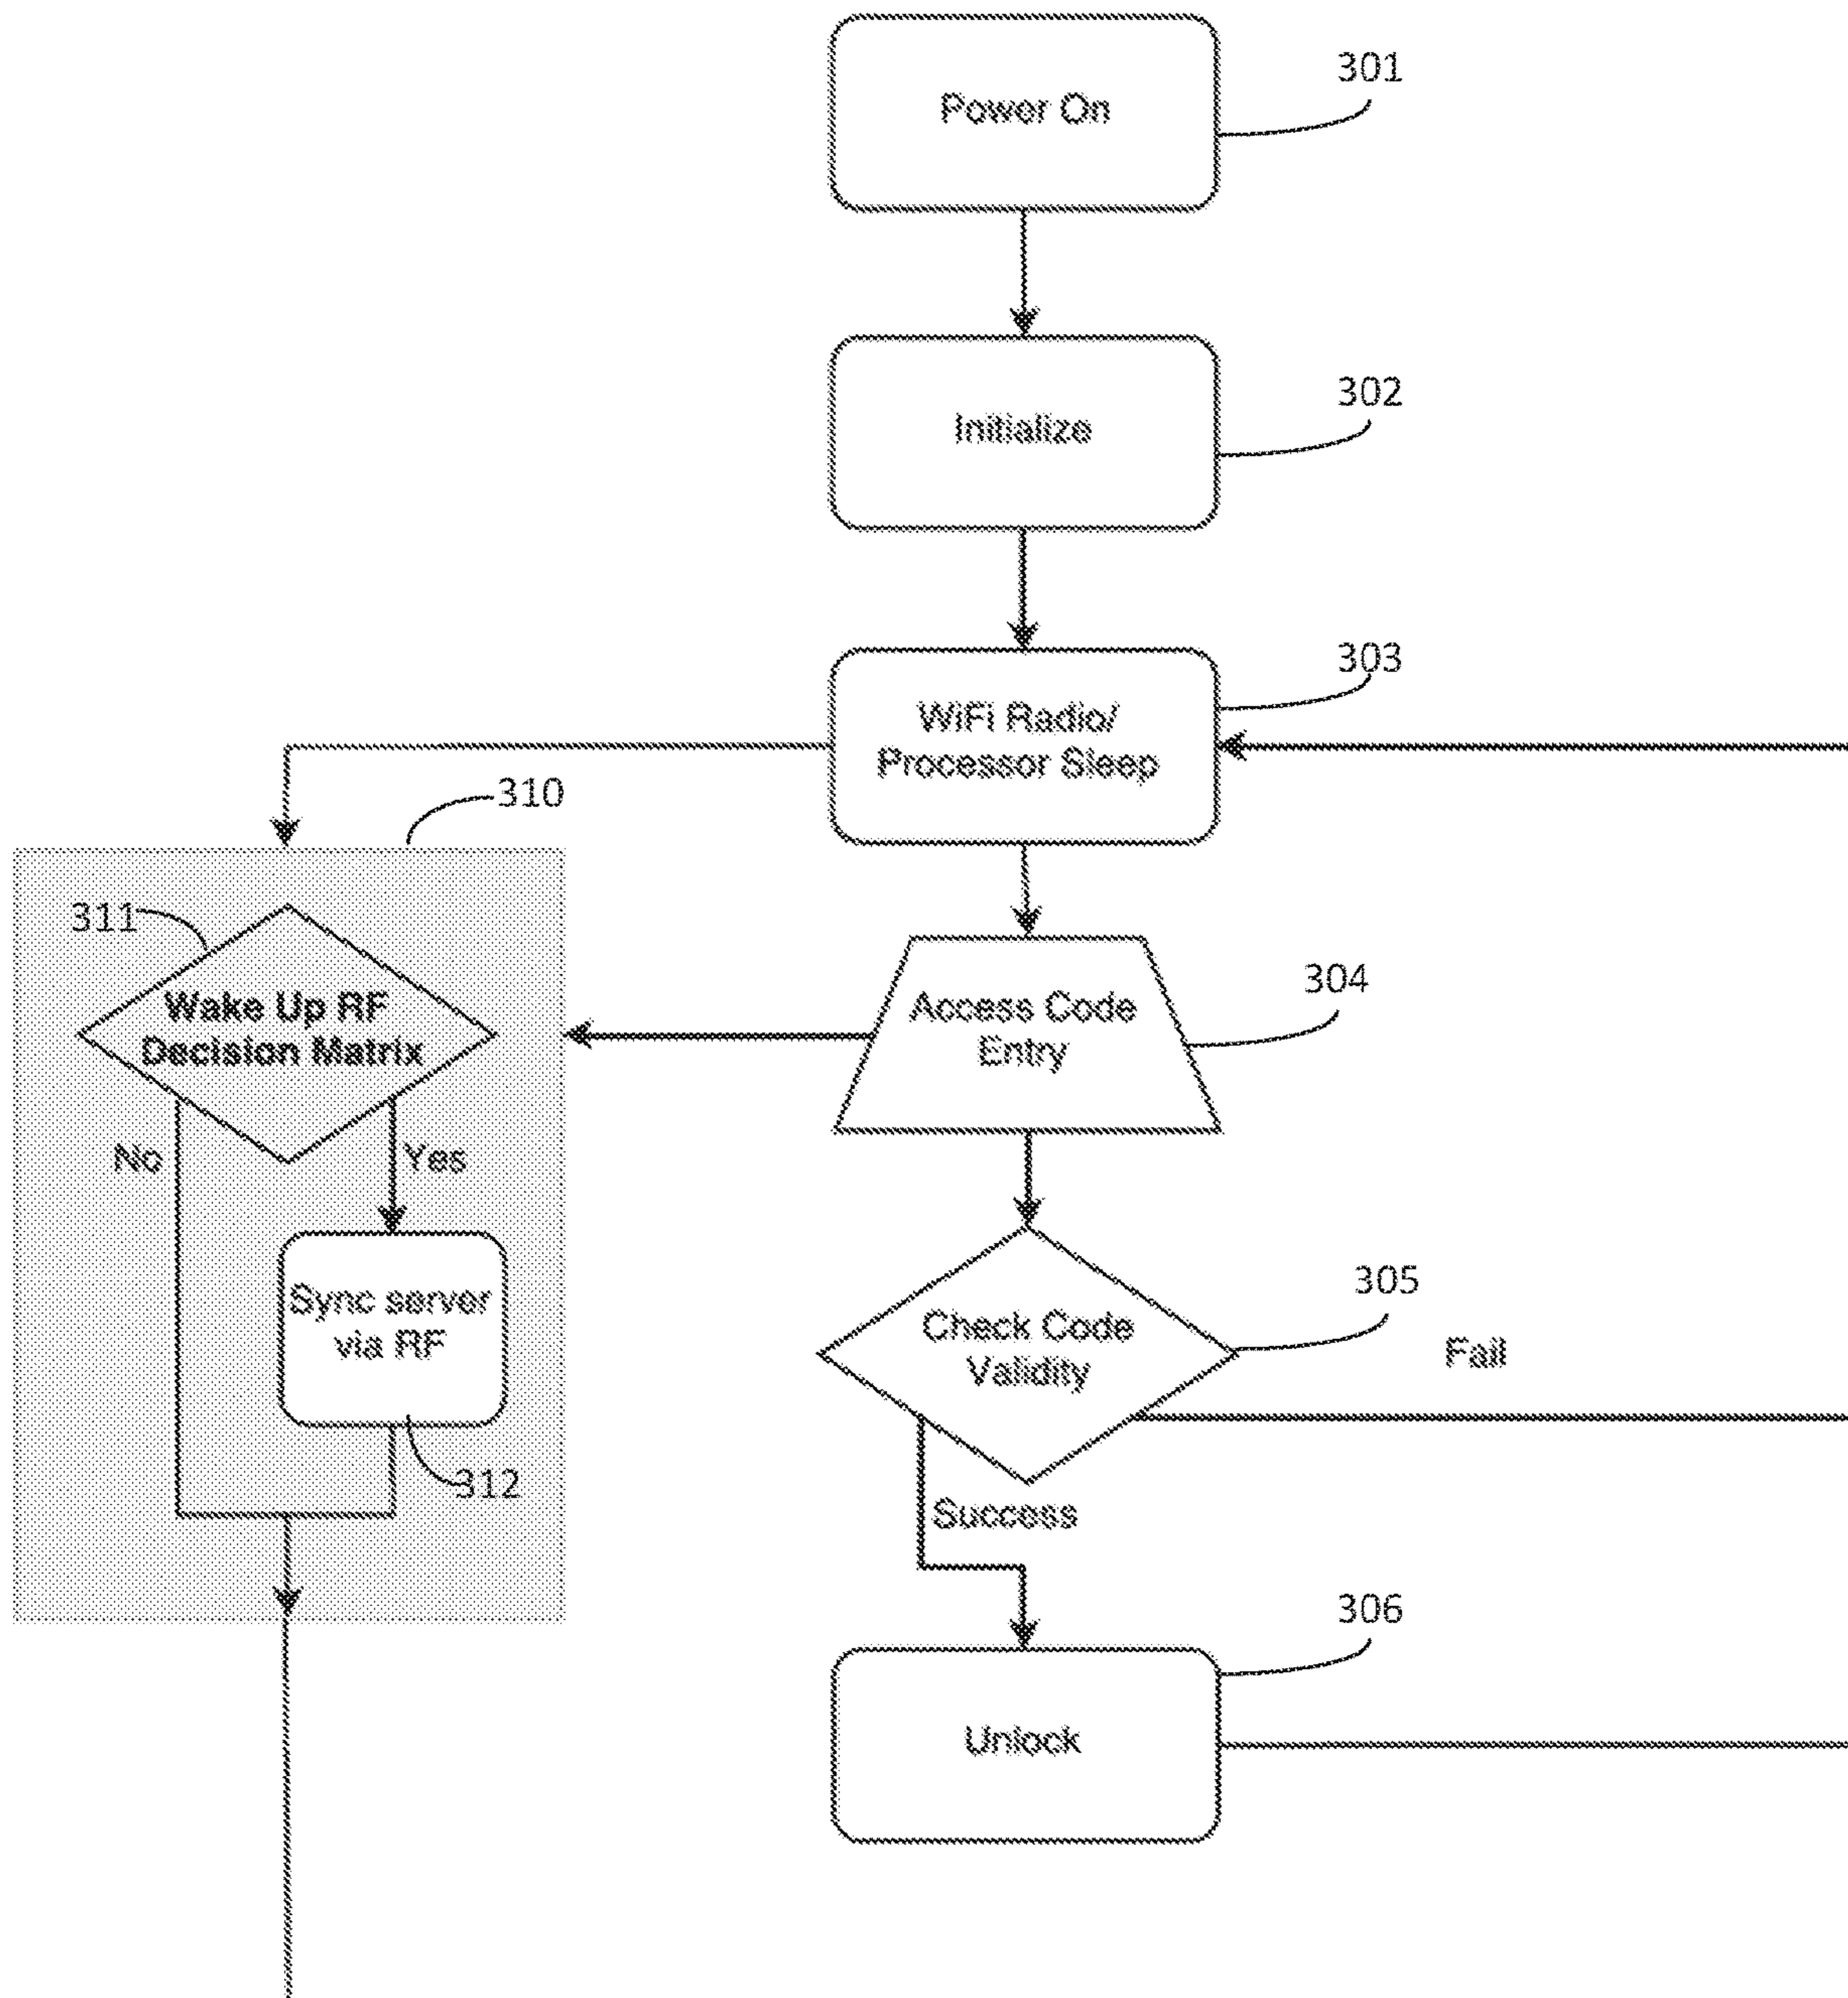 Power On
301
Initialize
302
WiFi Radio/
Processor Sleep
303
310
311
Wake Up RF
Decision Matrix
Access Code
Entry
304
No
Yes
Sync server
via RF
312
Check Code
Validity
305
Fail
Success
Unlock
306